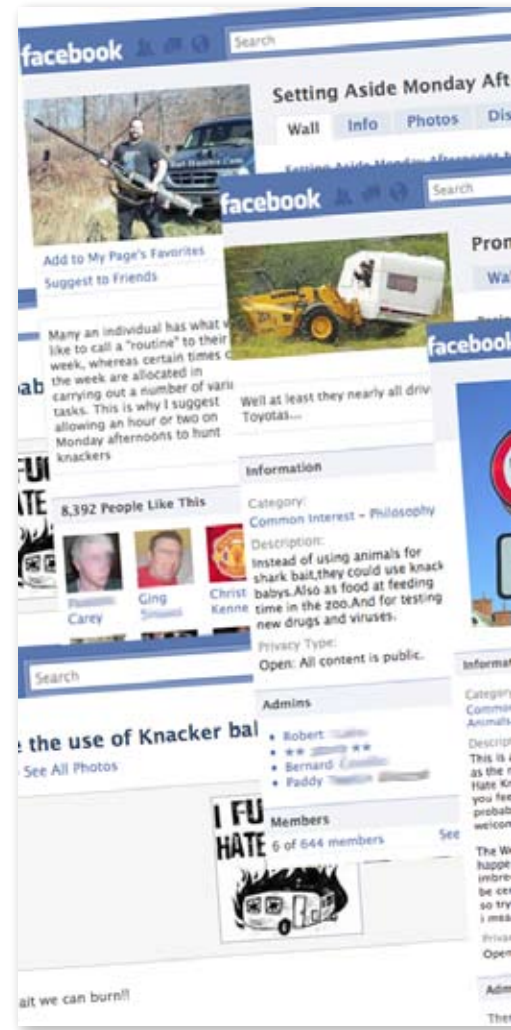 facebook
Search
Setting Aside Monday Aft
Wall Info Photos Dis
Add to My Page's Favorites
Suggest to Friends
Many an individual has what
like to call a "routine" to their
week, whereas certain times
the week are allocated in
carrying out a number of
tasks. This is why I suggest
allowing an hour or two on
Monday afternoons to hunt
knackers
8,392 People Like This
Carey
Ging
Christ
Kenne
facebook
Search
Wa
Well at least they nearly all driv
Toyotas...
Information
Category:
Common Interest – Philosophy
Description:
Instead of using animals for
shark bait,they could use knack
babys.Also as food at feeding
time in the zoo.And for testing
new drugs and viruses.
Privacy Type:
Open: All content is public.
Admins
• Robert
• ★★ ★★
• Bernard
• Paddy
Members
6 of 644 members See
facebook
Informat
Category
Common
Animals
Descript
This is
as the
Hate Kn
you fee
probab
welcom
The We
happe
imbre
be cer
so try
i mea
Priva
Open
Adm
Ther
FU
ATE
Search
the use of Knacker bab
See All Photos
I FU
HATE
ait we can burn!!